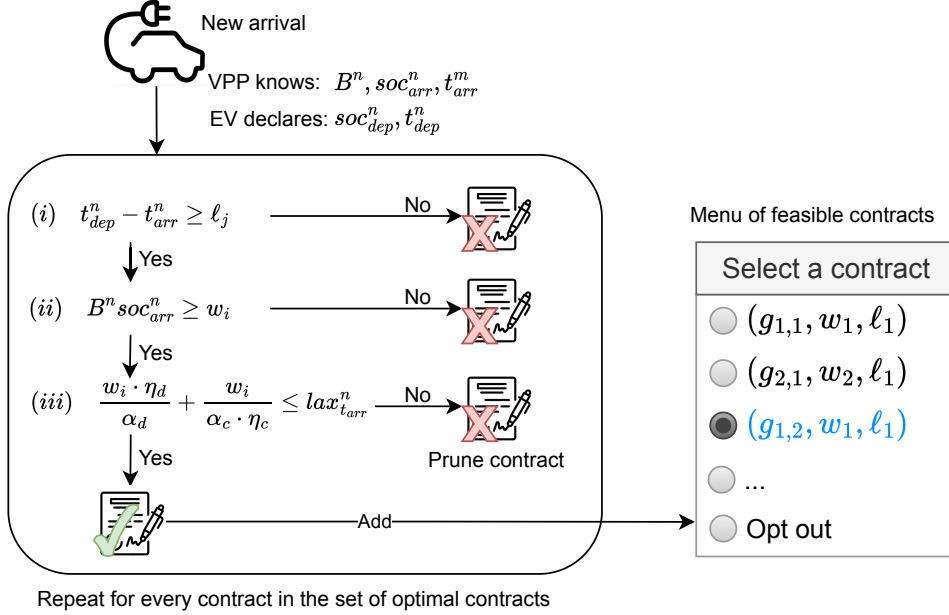 New arrival
VPP knows: $B^n, soc^n_{arr}, t^m_{arr}$
EV declares: $soc^n_{dep}, t^n_{dep}$
$(i)$ $t^n_{dep} - t^n_{arr} \geq \ell_j$
No
Yes
$(ii)$ $B^n soc^n_{arr} \geq w_i$
No
Yes
$(iii)$ $\frac{w_i \cdot \eta_d}{\alpha_d} + \frac{w_i}{\alpha_c \cdot \eta_c} \leq lax^n_{t_{arr}}$
No
Prune contract
Yes
Add
Repeat for every contract in the set of optimal contracts
Menu of feasible contracts
Select a contract
$(g_{1,1}, w_1, \ell_1)$
$(g_{2,1}, w_2, \ell_1)$
$(g_{1,2}, w_1, \ell_1)$
...
Opt out